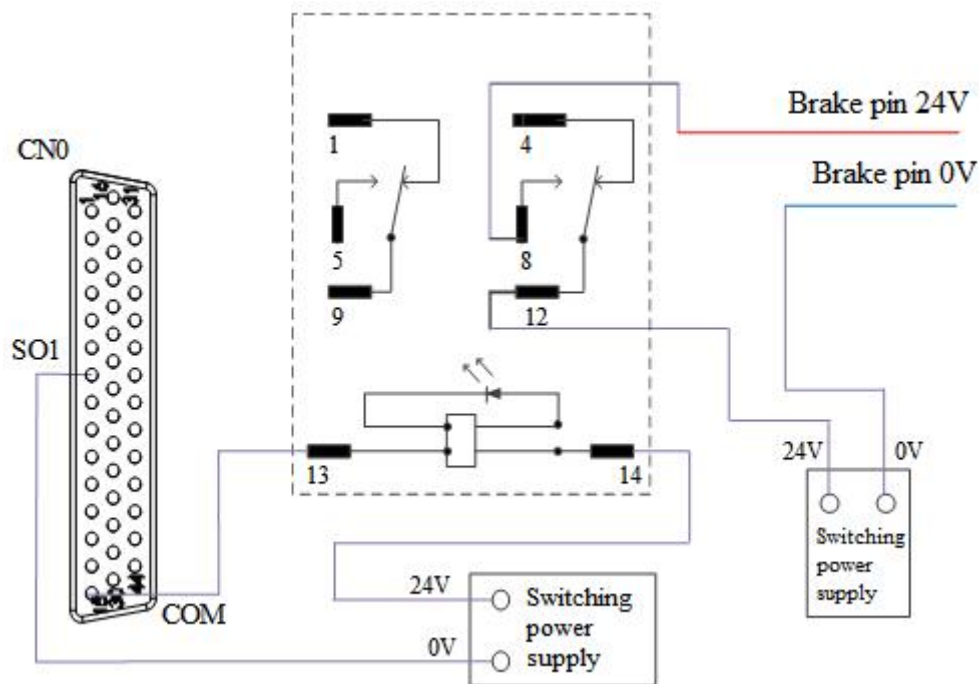 Brake pin 24V
CN0
1
4
Brake pin 0V
5
8
9
12
SO1
13
14
24V
0V
Switching
power
supply
24V
COM
0V
Switching
power
supply